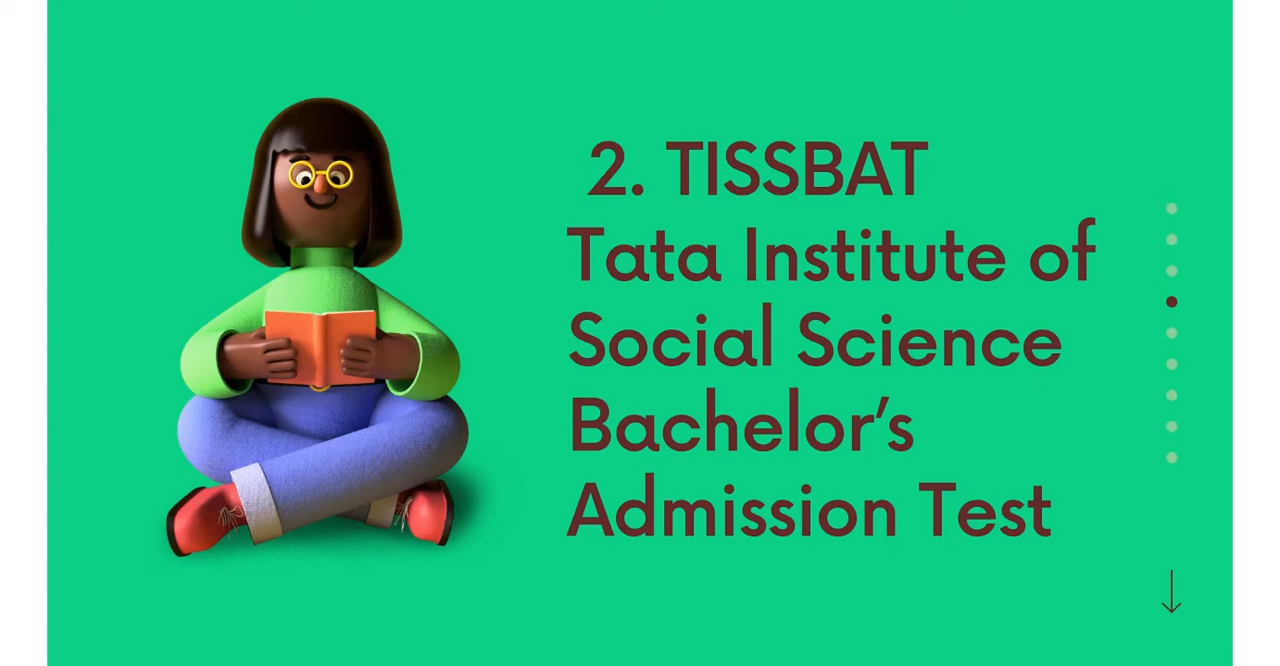 2. TISSBAT
Tata Institute of
Social Science
Bachelor’s
Admission Test